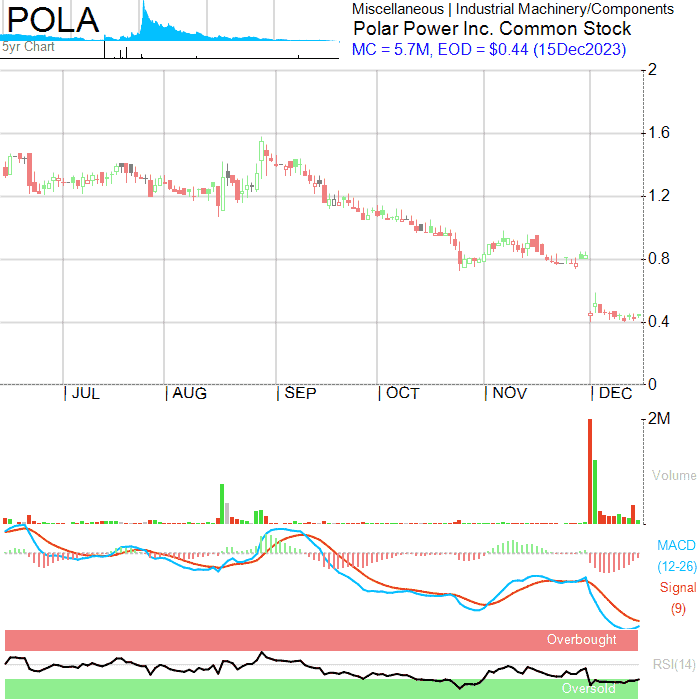 POLA
5yr Chart
Miscellaneous | Industrial Machinery/Components
Polar Power Inc. Common Stock
MC = 5.7M, EOD = $0.44 (15Dec2023)
2
1.6
1.2
0.8
0.4
0
JUL AUG SEP OCT NOV DEC
2M
Volume
MACD
(12-26)
Signal
(9)
Overbought
RSI(14)
Oversold